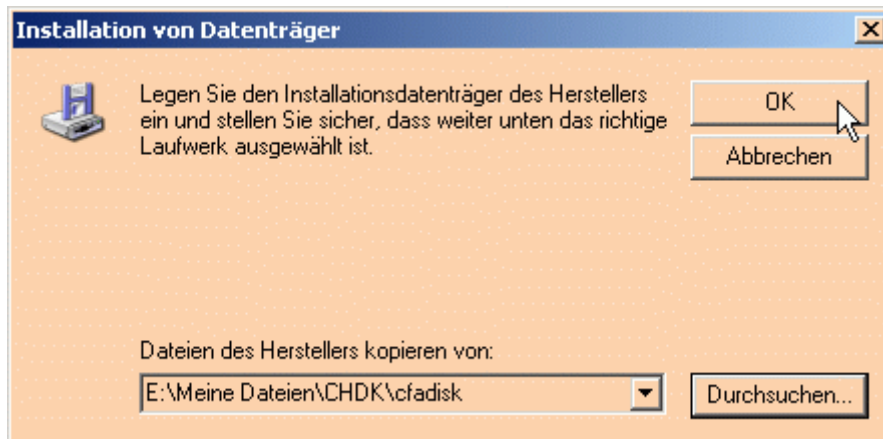 Installation von Datenträger
Legen Sie den Installationsdatenträger des Herstellers
ein und stellen Sie sicher, dass weiter unten das richtige
Laufwerk ausgewählt ist.
OK
Abbrechen
Dateien des Herstellers kopieren von:
E:\Meine Dateien\CHDK\cfadisk
Durchsuchen...